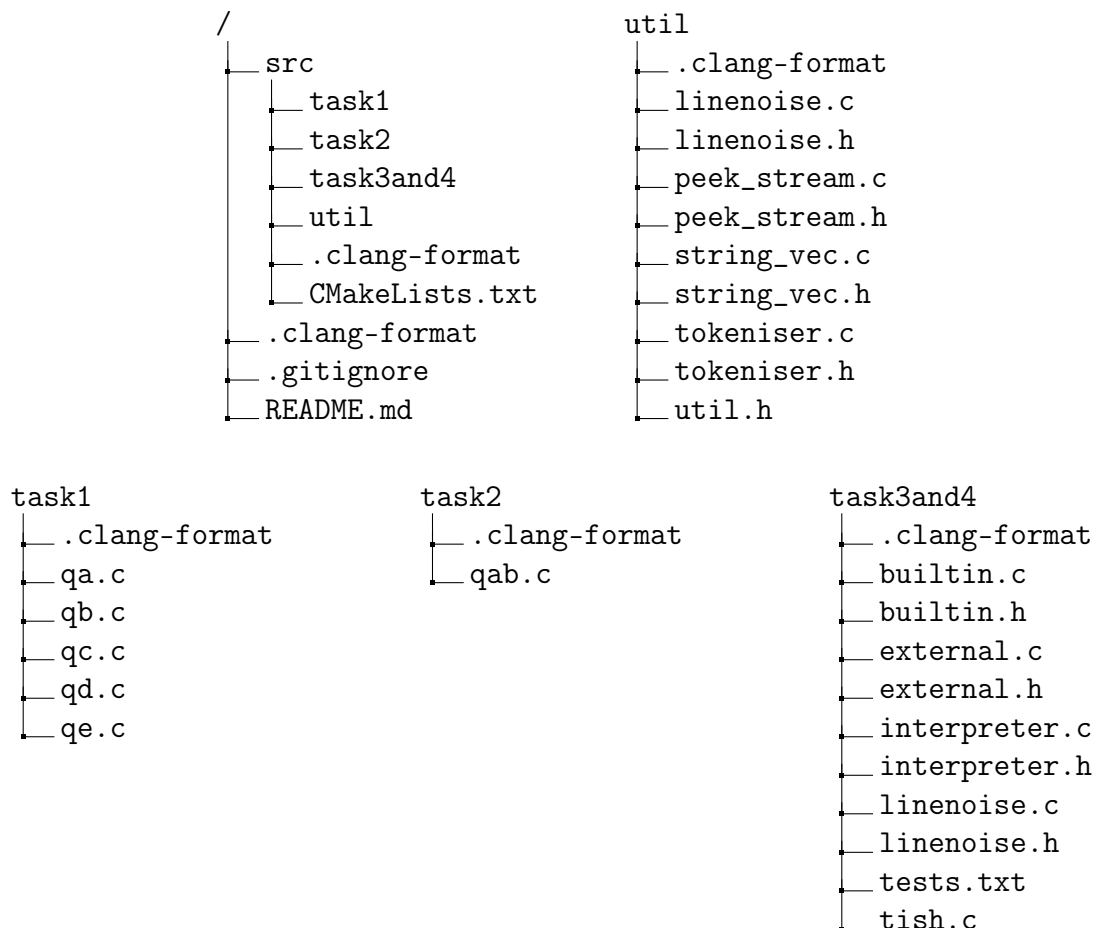 /
src
task1
task2
task3and4
util
.clang-format
CMakeLists.txt
.clang-format
.gitignore
README.md
util
.clang-format
linenoise.c
linenoise.h
peek_stream.c
peek_stream.h
string_vec.c
string_vec.h
tokeniser.c
tokeniser.h
util.h
task1
.clang-format
qa.c
qb.c
qc.c
qd.c
qe.c
task2
.clang-format
qab.c
task3and4
.clang-format
builtin.c
builtin.h
external.c
external.h
interpreter.c
interpreter.h
linenoise.c
linenoise.h
tests.txt
tish.c